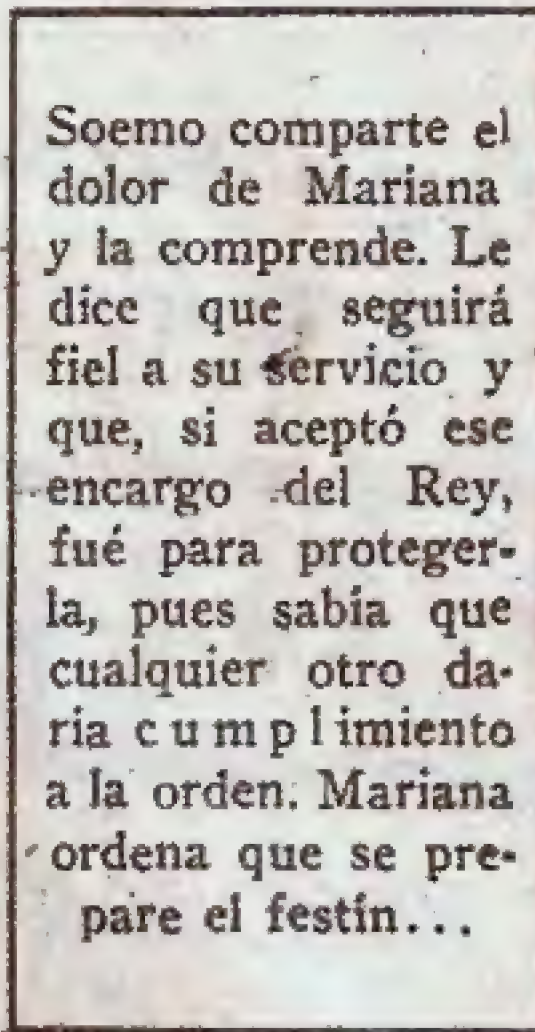 Soemo comparte el
dolor de Mariana
y la comprende. Le
dice que seguirá
fiel a su servicio y
que, si aceptó ese
encargo del Rey,
fué para proteger-
la, pues sabía que
cualquier otro da-
ría cumplimiento
a la orden. Mariana
ordena que se pre-
pare el festín...